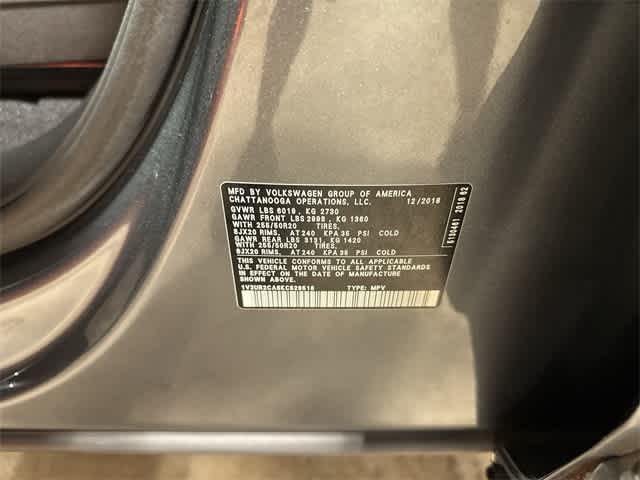 MFD BY VOLKSWAGEN GROUP OF AMERICA
CHATTANOOGA OPERATIONS, LLC. 12/2018
GVWR LBS 6019, KG 2730
GAWR FRONT LBS 2998, KG 1360
WITH 255/50R20 TIRES,
8JX20 RIMS, AT 240 KPA 35 PSI COLD
GAWR REAR LBS 3131, KG 1420
WITH 255/50R20 TIRES,
8JX20 RIMS, AT 240 KPA 35 PSI COLD
THIS VEHICLE CONFORMS TO ALL APPLICABLE
U.S. FEDERAL MOTOR VEHICLE SAFETY STANDARDS
IN EFFECT ON THE DATE OF MANUFACTURE
SHOWN ABOVE.
TYPE: MPV
2018 02